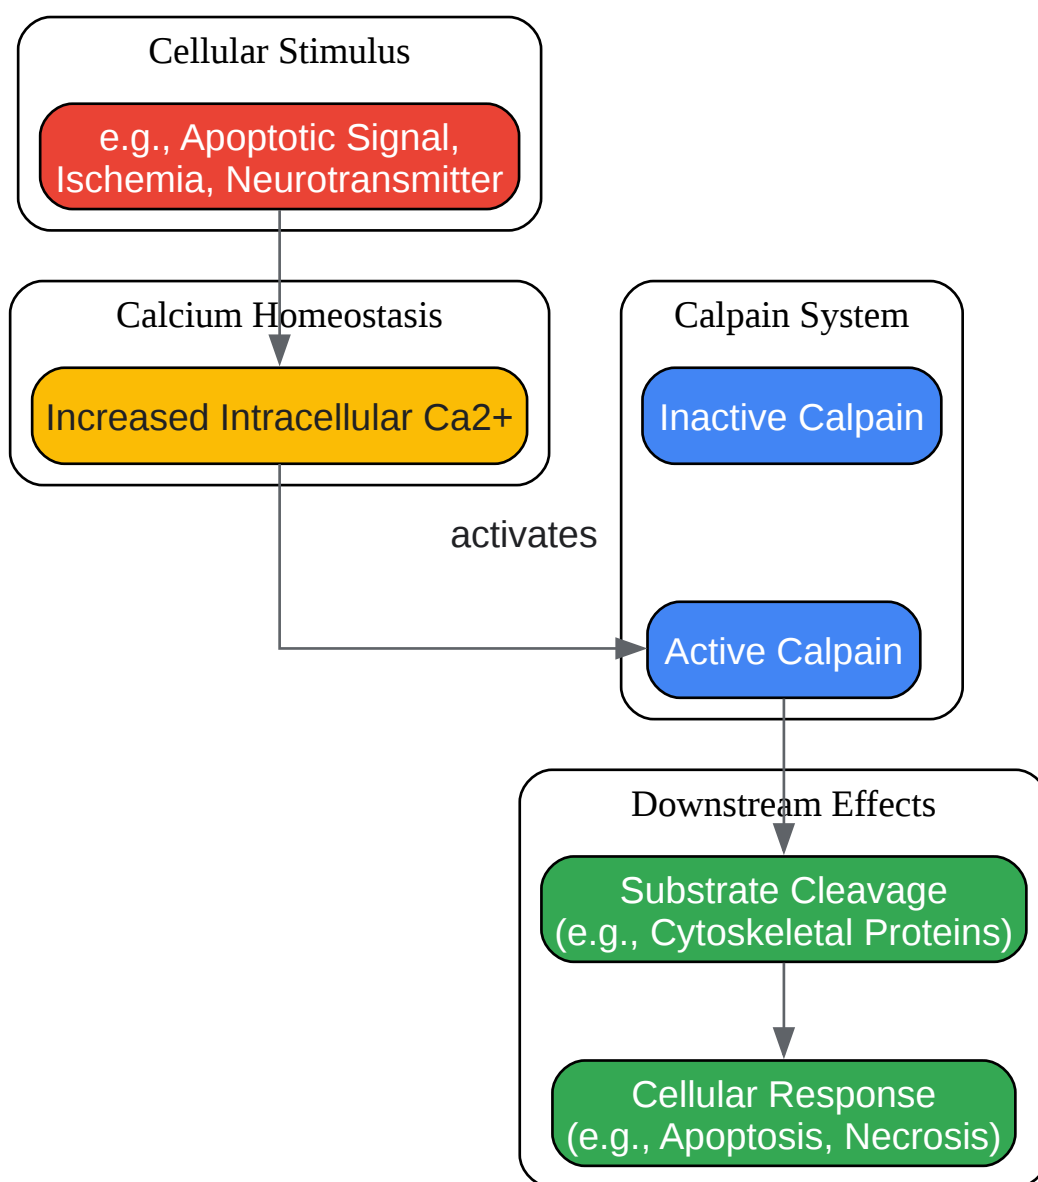 Cellular Stimulus
e.g., Apoptotic Signal,
Ischemia, Neurotransmitter
Calcium Homeostasis
Increased Intracellular Ca2+
Calpain System
Inactive Calpain
activates
Active Calpain
Downstream Effects
Substrate Cleavage
(e.g., Cytoskeletal Proteins)
Cellular Response
(e.g., Apoptosis, Necrosis)